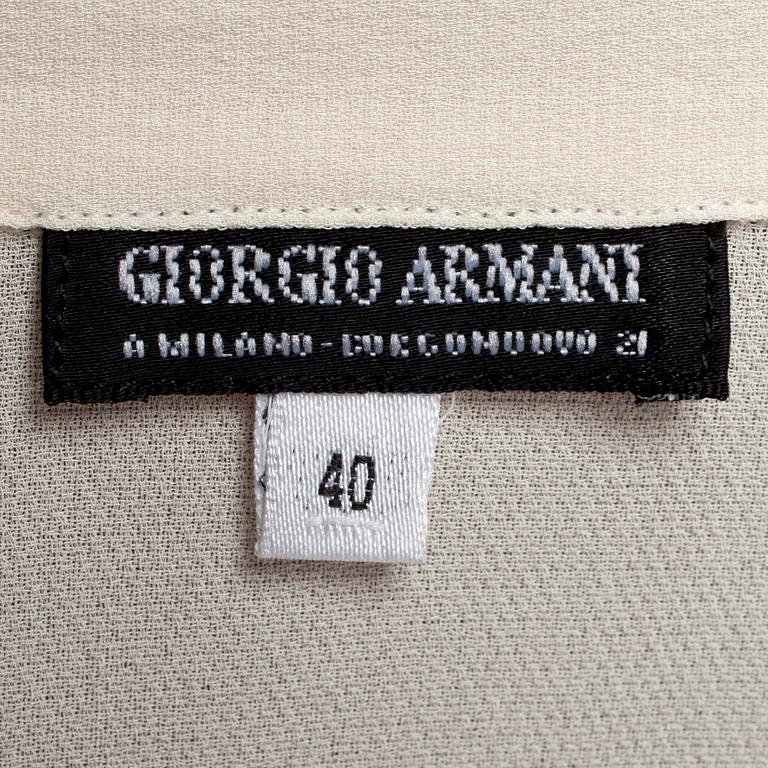 GIORGIO ARMANI
A MILANO - BORGONUOVO 21
40